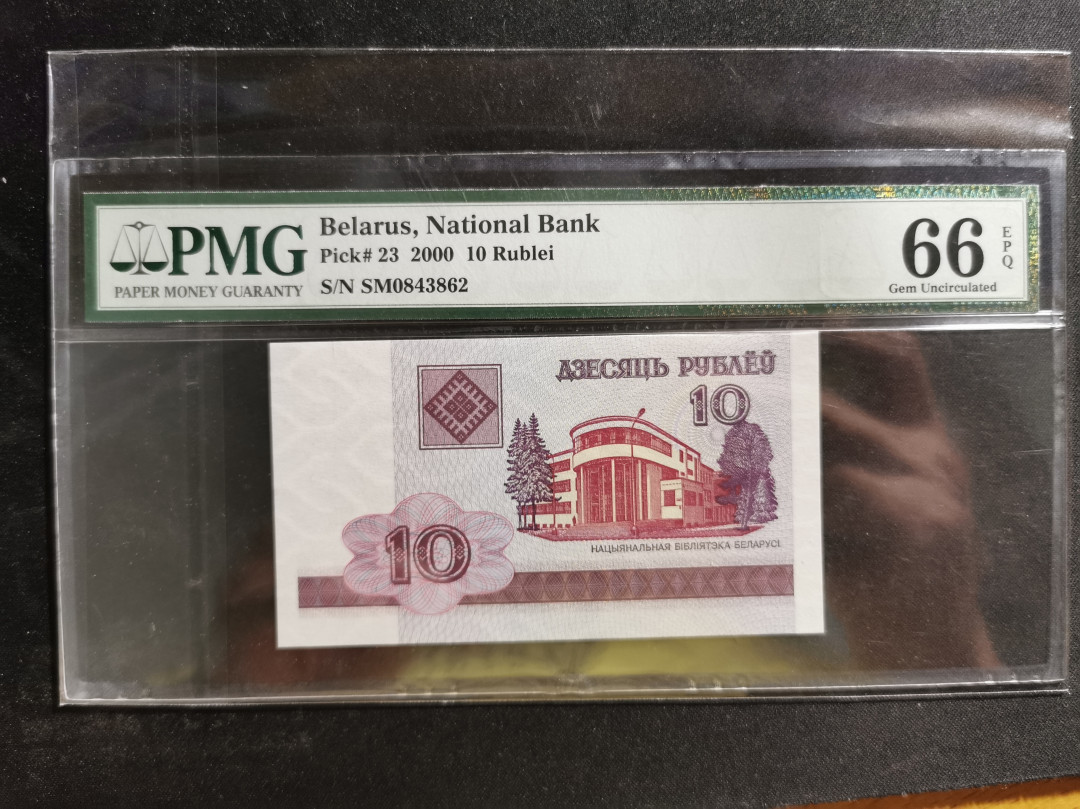 PMG
PAPER MONEY GUARANTY
Belarus, National Bank
Pick# 23 2000 10 Rublei
S/N SM0843862
66
EPQ
Gem Uncirculated
ДЗЕСЯЦЬ РУБЛЁЎ
10
НАЦЫЯНАЛЬНАЯ БІБЛІЯТЭКА БЕЛАРУСІ
10